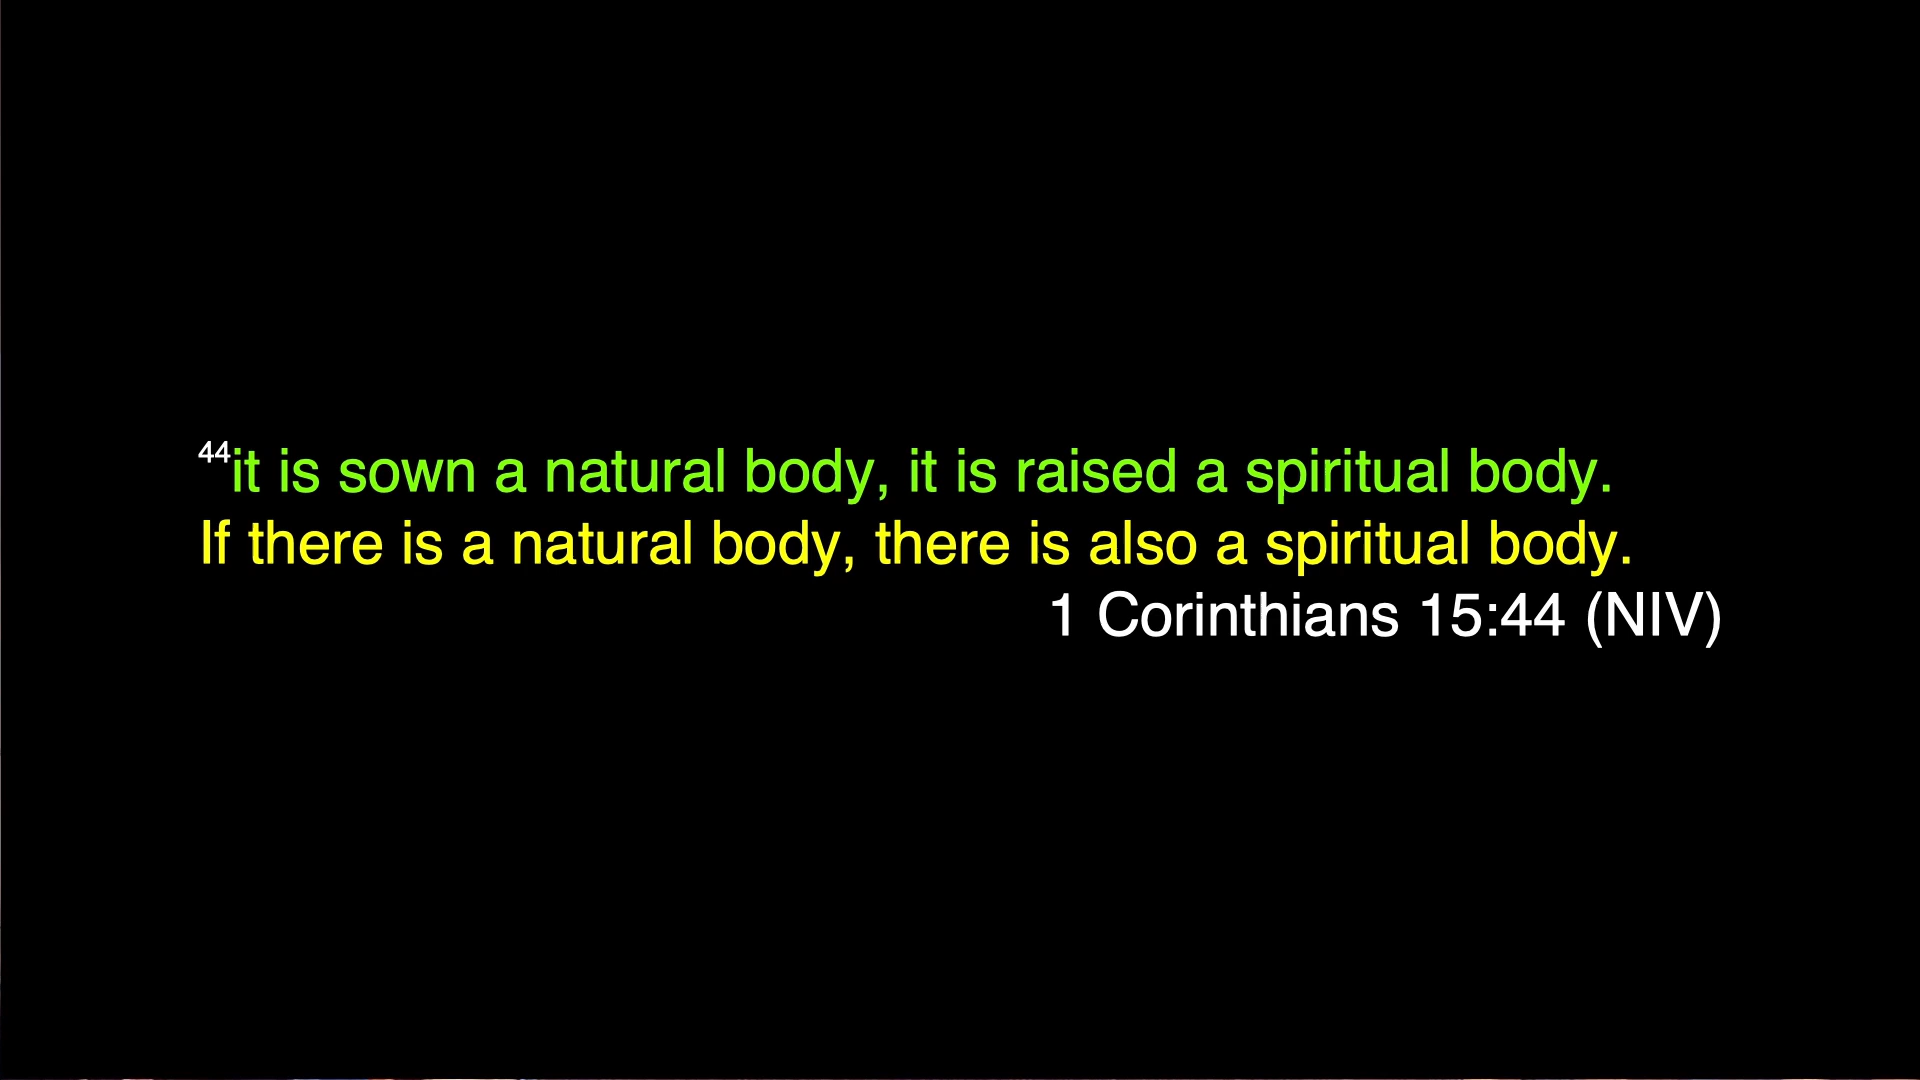 44it is sown a natural body, it is raised a spiritual body.
If there is a natural body, there is also a spiritual body.
1 Corinthians 15:44 (NIV)